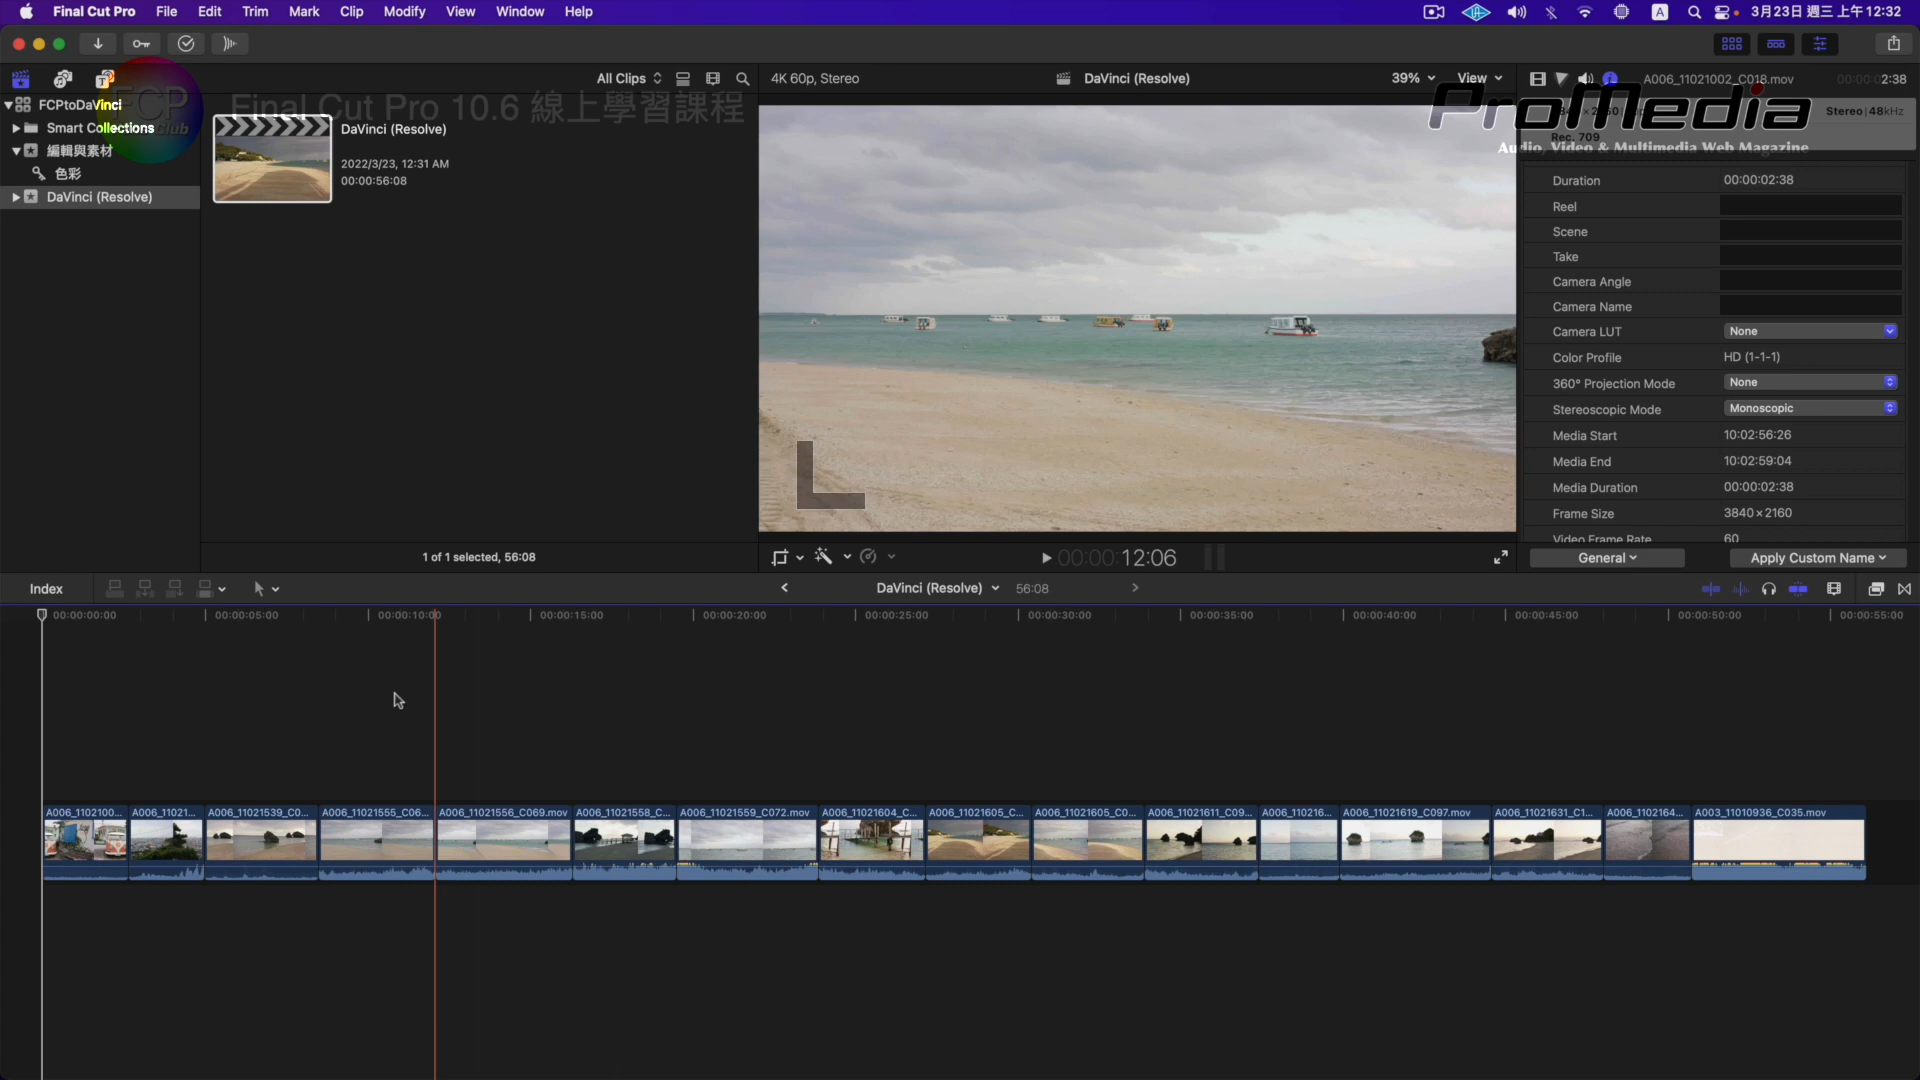 Final Cut Pro File Edit Trim Mark Clip Modify View Window Help A 3月23日 週三 上午12:32
All Clips 4K 60p, Stereo DaVinci (Resolve) 39% View A006_11021002_C018.mov 00:00:02:38
FCPtoDaVinci
FCP
Final Cut Pro 10.6 線上學習課程
ProMedia
Audio, Video & Multimedia Web Magazine
Stereo | 48kHz
Rec. 709
Smart Collections
編輯與素材
色彩
DaVinci (Resolve)
DaVinci (Resolve)
2022/3/23, 12:31 AM
00:00:56:08
Duration 00:00:02:38
Reel
Scene
Take
Camera Angle
Camera Name
Camera LUT None
Color Profile HD (1-1-1)
360° Projection Mode None
Stereoscopic Mode Monoscopic
Media Start 10:02:56:26
Media End 10:02:59:04
Media Duration 00:00:02:38
Frame Size 3840×2160
Video Frame Rate 60
1 of 1 selected, 56:08 00:00:12:06 General Apply Custom Name
Index DaVinci (Resolve) 56:08
00:00:00:00 00:00:05:00 00:00:10:00 00:00:15:00 00:00:20:00 00:00:25:00 00:00:30:00 00:00:35:00 00:00:40:00 00:00:45:00 00:00:50:00 00:00:55:00
A006_1102100... A006_11021... A006_11021539_C0... A006_11021555_C06... A006_11021556_C069.mov A006_11021558_C... A006_11021559_C072.mov A006_11021604_C... A006_11021605_C... A006_11021605_C0... A006_11021611_C09... A006_110216... A006_11021619_C097.mov A006_11021631_C1... A006_1102164... A003_11010936_C035.mov